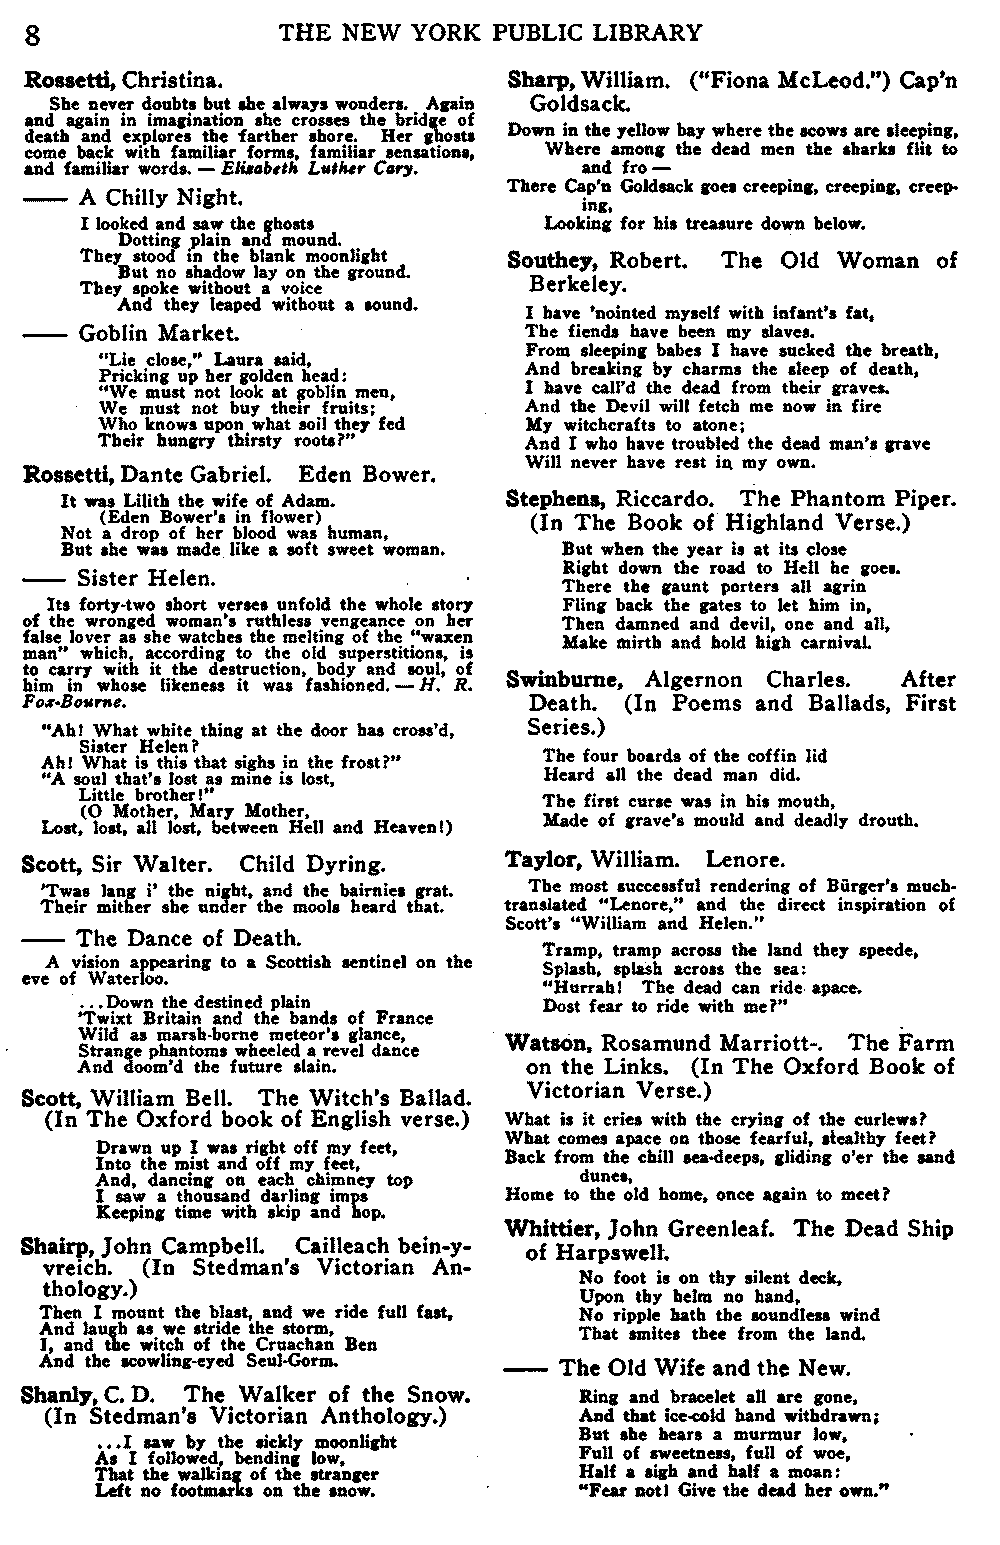 8
THE NEW YORK PUBLIC LIBRARY
Rossetti, Christina.
She never doubts but she always wonders. Again
and again in imagination she crosses the bridge of
death and explores the farther shore. Her ghosts
come back with familiar forms, familiar sensations,
and familiar words. — Elisabeth Luther Cary.
—— A Chilly Night.
I looked and saw the ghosts
Dotting plain and mound.
They stood in the blank moonlight
But no shadow lay on the ground.
They spoke without a voice
And they leaped without a sound.
—— Goblin Market.
“Lie close,” Laura said,
Pricking up her golden head:
“We must not look at goblin men,
We must not buy their fruits;
Who knows upon what soil they fed
Their hungry thirsty roots?”
Rossetti, Dante Gabriel. Eden Bower.
It was Lilith the wife of Adam.
(Eden Bower's in flower)
Not a drop of her blood was human,
But she was made like a soft sweet woman.
—— Sister Helen.
Its forty-two short verses unfold the whole story
of the wronged woman's ruthless vengeance on her
false lover as she watches the melting of the “waxen
man” which, according to the old superstitions, is
to carry with it the destruction, body and soul, of
him in whose likeness it was fashioned. — H. R.
Fox-Bourne.
“Ah! What white thing at the door has cross'd,
Sister Helen?
Ah! What is this that sighs in the frost?”
“A soul that's lost as mine is lost,
Little brother!”
(O Mother, Mary Mother,
Lost, lost, all lost, between Hell and Heaven!)
Scott, Sir Walter. Child Dyring.
'Twas lang i' the night, and the bairnies grat.
Their mither she under the mools heard that.
—— The Dance of Death.
A vision appearing to a Scottish sentinel on the
eve of Waterloo.
...Down the destined plain
'Twixt Britain and the bands of France
Wild as marsh-borne meteor's glance,
Strange phantoms wheeled a revel dance
And doom'd the future slain.
Scott, William Bell. The Witch's Ballad.
(In The Oxford book of English verse.)
Drawn up I was right off my feet,
Into the mist and off my feet,
And, dancing on each chimney top
I saw a thousand darling imps
Keeping time with skip and hop.
Shairp, John Campbell. Cailleach bein-y-
vreich. (In Stedman's Victorian An-
thology.)
Then I mount the blast, and we ride full fast,
And laugh as we stride the storm,
I, and the witch of the Cruachan Ben
And the scowling-eyed Seul-Gorm.
Shanly, C. D. The Walker of the Snow.
(In Stedman's Victorian Anthology.)
...I saw by the sickly moonlight
As I followed, bending low,
That the walking of the stranger
Left no footmarks on the snow.
Sharp, William. (“Fiona McLeod.”) Cap'n
Goldsack.
Down in the yellow bay where the scows are sleeping,
Where among the dead men the sharks flit to
and fro —
There Cap'n Goldsack goes creeping, creeping, creep-
ing,
Looking for his treasure down below.
Southey, Robert. The Old Woman of
Berkeley.
I have 'nointed myself with infant's fat,
The fiends have been my slaves.
From sleeping babes I have sucked the breath,
And breaking by charms the sleep of death,
I have call'd the dead from their graves.
And the Devil will fetch me now in fire
My witchcrafts to atone;
And I who have troubled the dead man's grave
Will never have rest in my own.
Stephens, Riccardo. The Phantom Piper.
(In The Book of Highland Verse.)
But when the year is at its close
Right down the road to Hell he goes.
There the gaunt porters all agrin
Fling back the gates to let him in,
Then damned and devil, one and all,
Make mirth and hold high carnival.
Swinburne, Algernon Charles. After
Death. (In Poems and Ballads, First
Series.)
The four boards of the coffin lid
Heard all the dead man did.
The first curse was in his mouth,
Made of grave's mould and deadly drouth.
Taylor, William. Lenore.
The most successful rendering of Bürger's much-
translated “Lenore,” and the direct inspiration of
Scott's “William and Helen.”
Tramp, tramp across the land they speede,
Splash, splash across the sea:
“Hurrah! The dead can ride apace.
Dost fear to ride with me?”
Watson, Rosamund Marriott-. The Farm
on the Links. (In The Oxford Book of
Victorian Verse.)
What is it cries with the crying of the curlews?
What comes apace on those fearful, stealthy feet?
Back from the chill sea-deeps, gliding o'er the sand
dunes,
Home to the old home, once again to meet?
Whittier, John Greenleaf. The Dead Ship
of Harpswell.
No foot is on thy silent deck,
Upon thy helm no hand,
No ripple hath the soundless wind
That smites thee from the land.
—— The Old Wife and the New.
Ring and bracelet all are gone,
And that ice-cold hand withdrawn;
But she hears a murmur low,
Full of sweetness, full of woe,
Half a sigh and half a moan:
“Fear not! Give the dead her own.”